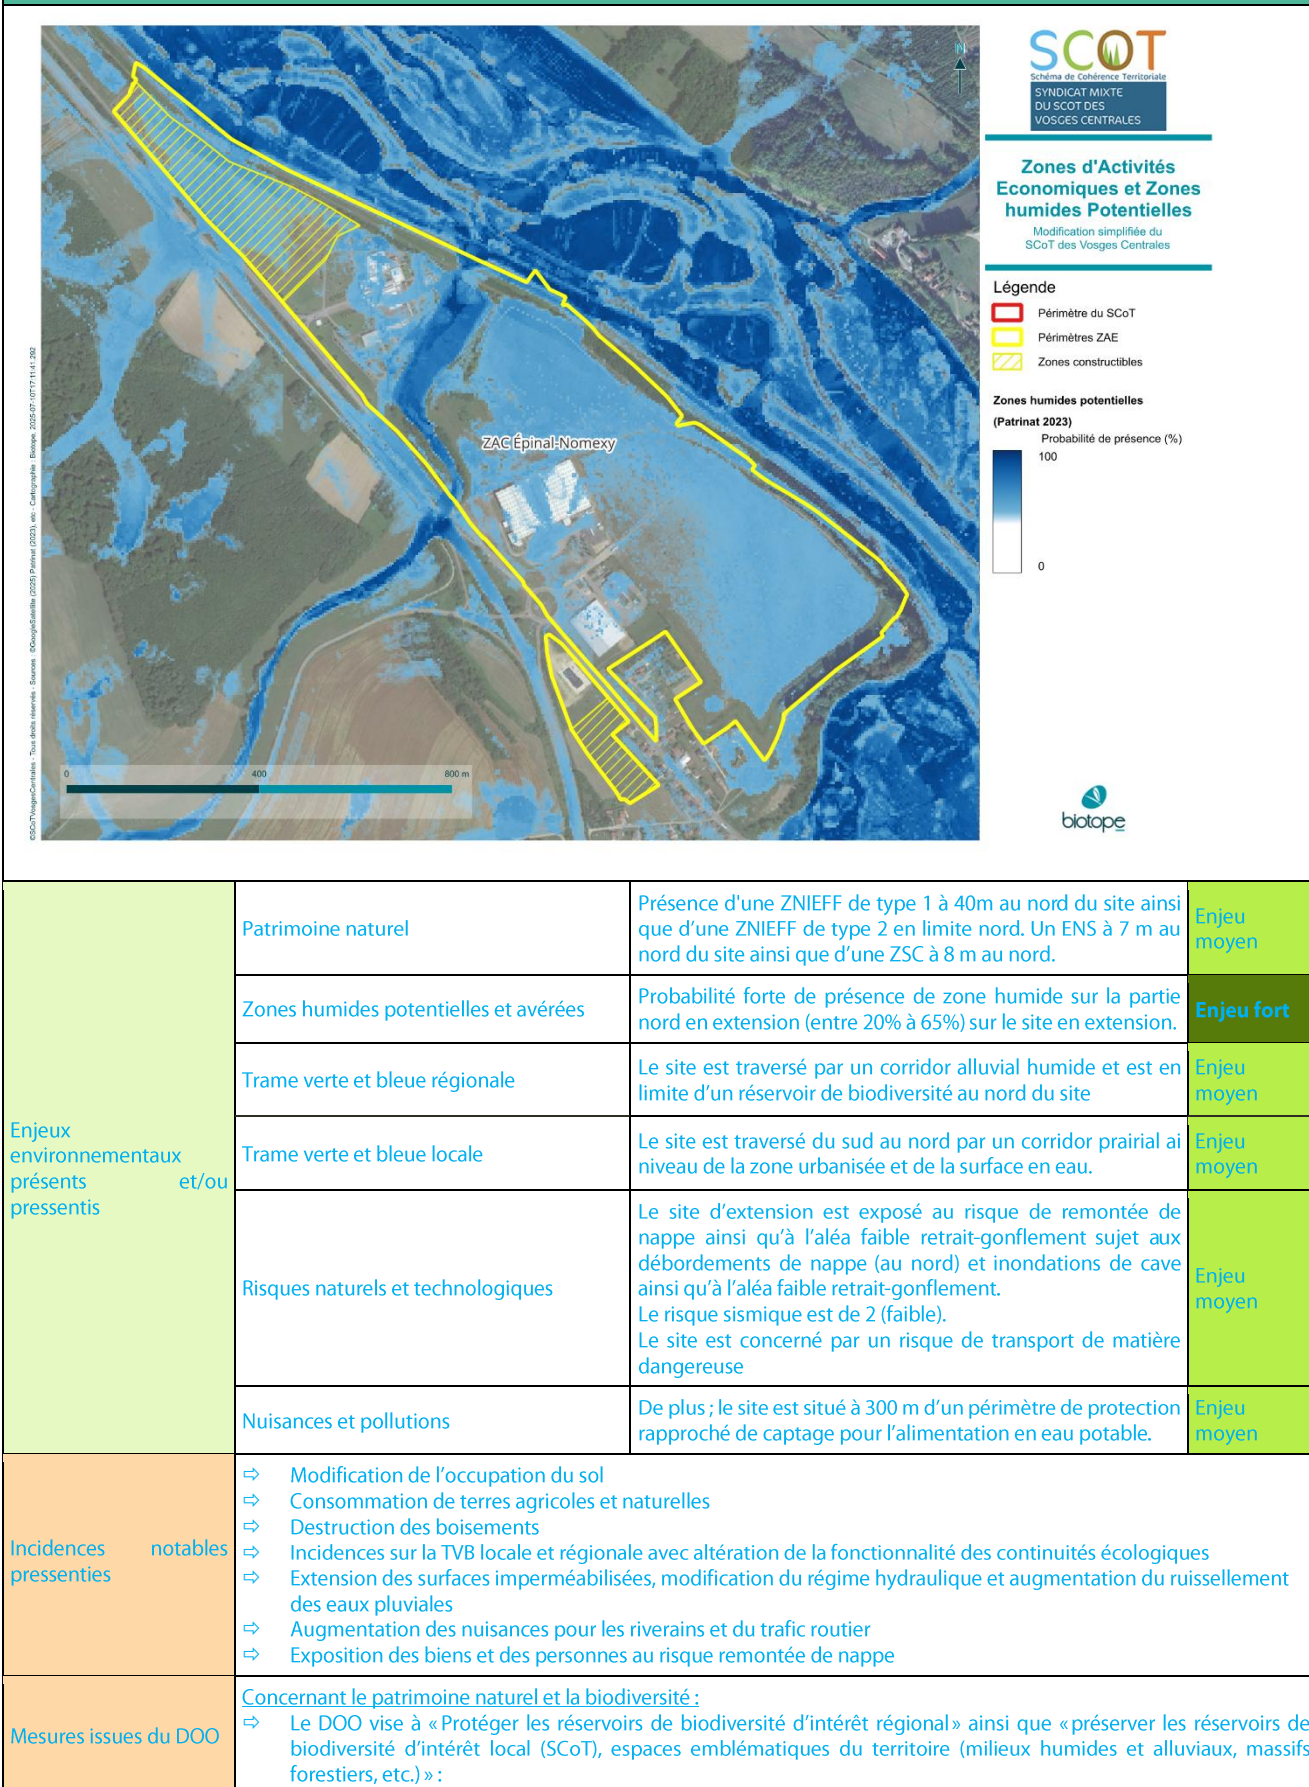 N
SCOT
Schéma de Cohérence Territoriale
SYNDICAT MIXTE
DU SCOT DES
VOSGES CENTRALES
Zones d'Activités
Economiques et Zones
humides Potentielles
Modification simplifiée du
SCoT des Vosges Centrales
Légende
Périmètre du SCoT
Périmètres ZAE
Zones constructibles
Zones humides potentielles
(Patrinat 2023)
Probabilité de présence (%)
100
0
ZAC Épinal-Nomexy
0 400 800 m
©SCoTVosgesCentrales - Tous droits réservés - Sources : ©GoogleSatellite (2025) Patrinat (2023), etc - Cartographie : Biotope, 2025-07-10T17:11:41.292
biotope
Enjeux
environnementaux
présents et/ou
pressentis
Patrimoine naturel
Présence d'une ZNIEFF de type 1 à 40m au nord du site ainsi
que d’une ZNIEFF de type 2 en limite nord. Un ENS à 7 m au
nord du site ainsi que d’une ZSC à 8 m au nord.
Enjeu
moyen
Zones humides potentielles et avérées
Probabilité forte de présence de zone humide sur la partie
nord en extension (entre 20% à 65%) sur le site en extension.
Enjeu fort
Trame verte et bleue régionale
Le site est traversé par un corridor alluvial humide et est en
limite d’un réservoir de biodiversité au nord du site
Enjeu
moyen
Trame verte et bleue locale
Le site est traversé du sud au nord par un corridor prairial ai
niveau de la zone urbanisée et de la surface en eau.
Enjeu
moyen
Risques naturels et technologiques
Le site d’extension est exposé au risque de remontée de
nappe ainsi qu’à l’aléa faible retrait-gonflement sujet aux
débordements de nappe (au nord) et inondations de cave
ainsi qu’à l’aléa faible retrait-gonflement.
Le risque sismique est de 2 (faible).
Le site est concerné par un risque de transport de matière
dangereuse
Enjeu
moyen
Nuisances et pollutions
De plus ; le site est situé à 300 m d’un périmètre de protection
rapproché de captage pour l’alimentation en eau potable.
Enjeu
moyen
Incidences notables
pressenties
⇨ Modification de l’occupation du sol
⇨ Consommation de terres agricoles et naturelles
⇨ Destruction des boisements
⇨ Incidences sur la TVB locale et régionale avec altération de la fonctionnalité des continuités écologiques
⇨ Extension des surfaces imperméabilisées, modification du régime hydraulique et augmentation du ruissellement
des eaux pluviales
⇨ Augmentation des nuisances pour les riverains et du trafic routier
⇨ Exposition des biens et des personnes au risque remontée de nappe
Mesures issues du DOO
Concernant le patrimoine naturel et la biodiversité :
⇨ Le DOO vise à « Protéger les réservoirs de biodiversité d’intérêt régional » ainsi que « préserver les réservoirs de
biodiversité d’intérêt local (SCoT), espaces emblématiques du territoire (milieux humides et alluviaux, massifs
forestiers, etc.) » :